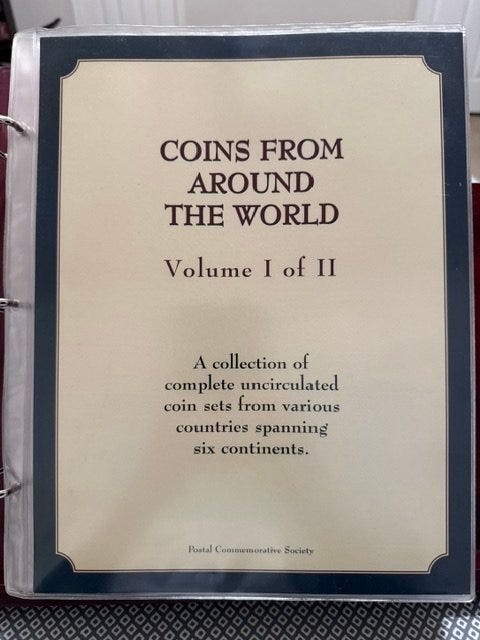 COINS FROM
AROUND
THE WORLD
Volume I of II
A collection of
complete uncirculated
coin sets from various
countries spanning
six continents.
Postal Commemorative Society